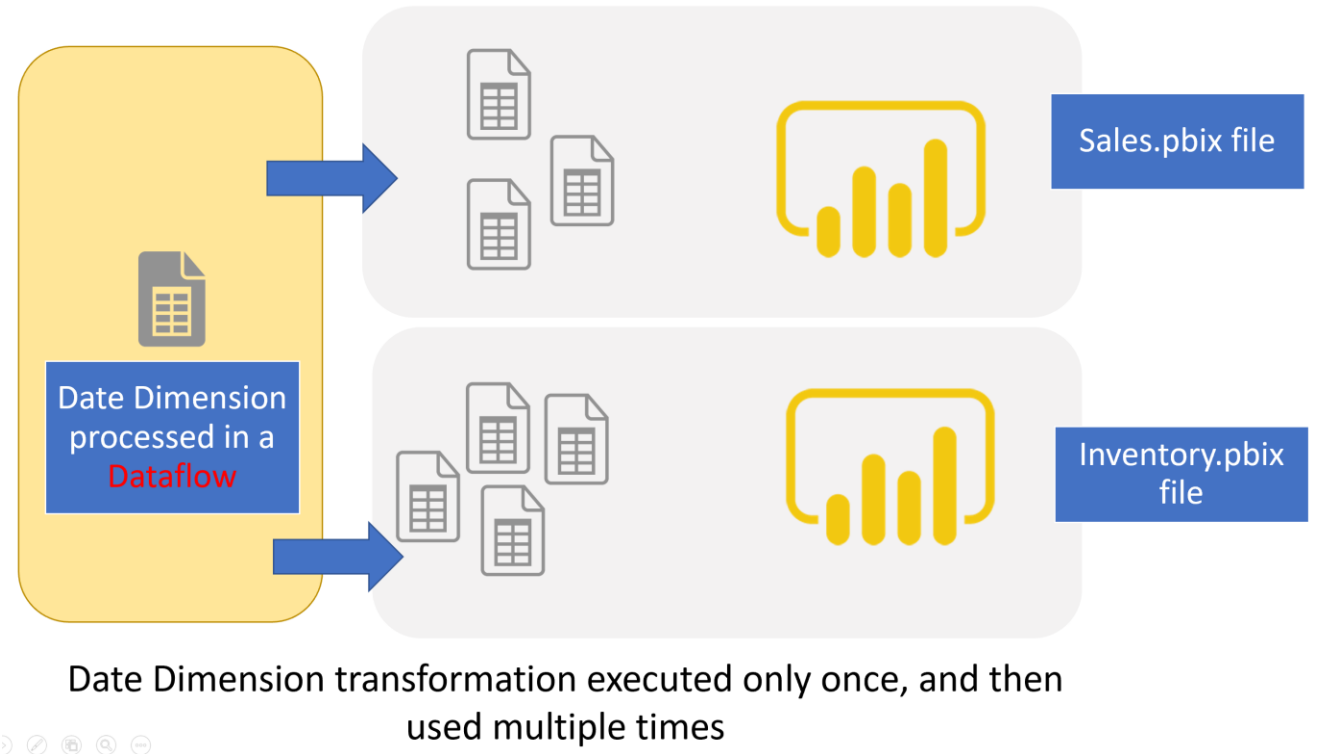 Sales.pbix file
Date Dimension
processed in a
Dataflow
Inventory.pbix
file
Date Dimension transformation executed only once, and then
used multiple times